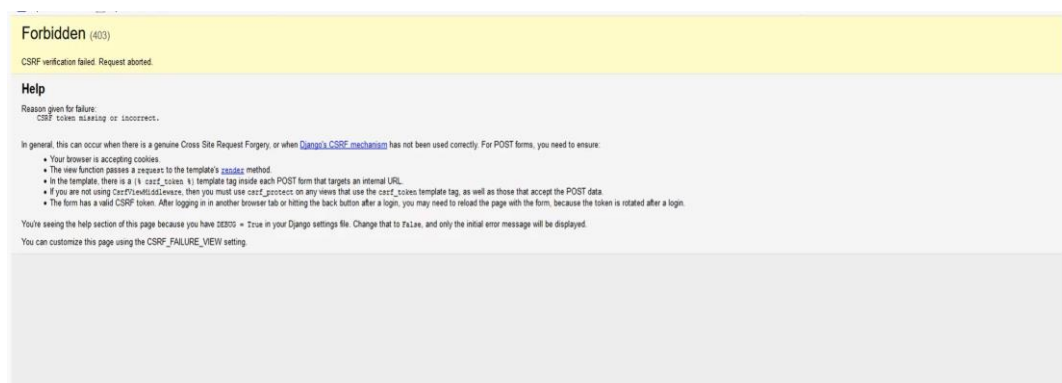 Forbidden (403)
CSRF verification failed. Request aborted.
Help
Reason given for failure:
CSRF token missing or incorrect.
In general, this can occur when there is a genuine Cross Site Request Forgery, or when Django's CSRF mechanism has not been used correctly. For POST forms, you need to ensure:
• Your browser is accepting cookies.
• The view function passes a request to the template's render method.
• In the template, there is a {% csrf_token %} template tag inside each POST form that targets an internal URL.
• If you are not using CsrfViewMiddleware, then you must use csrf_protect on any views that use the csrf_token template tag, as well as those that accept the POST data.
• The form has a valid CSRF token. After logging in in another browser tab or hitting the back button after a login, you may need to reload the page with the form, because the token is rotated after a login.
You're seeing the help section of this page because you have DEBUG = True in your Django settings file. Change that to False, and only the initial error message will be displayed.
You can customize this page using the CSRF_FAILURE_VIEW setting.